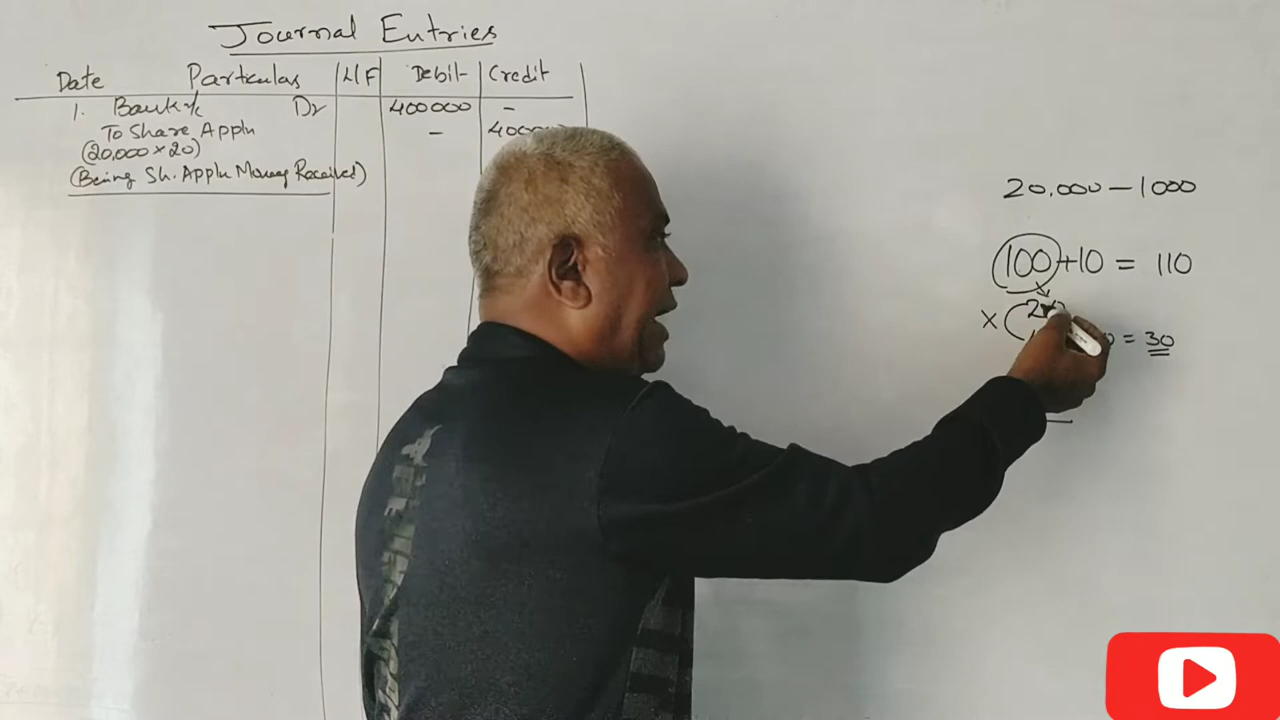 Journal Entries
Date Particulas L/F Debit Credit
1. Bank a/c Dr 400000 -
To Share Appln -
(20,000 × 20)
(Being Sh. Appln Money Received)
20,000 - 1000
100 + 10 = 110
× (
= 30